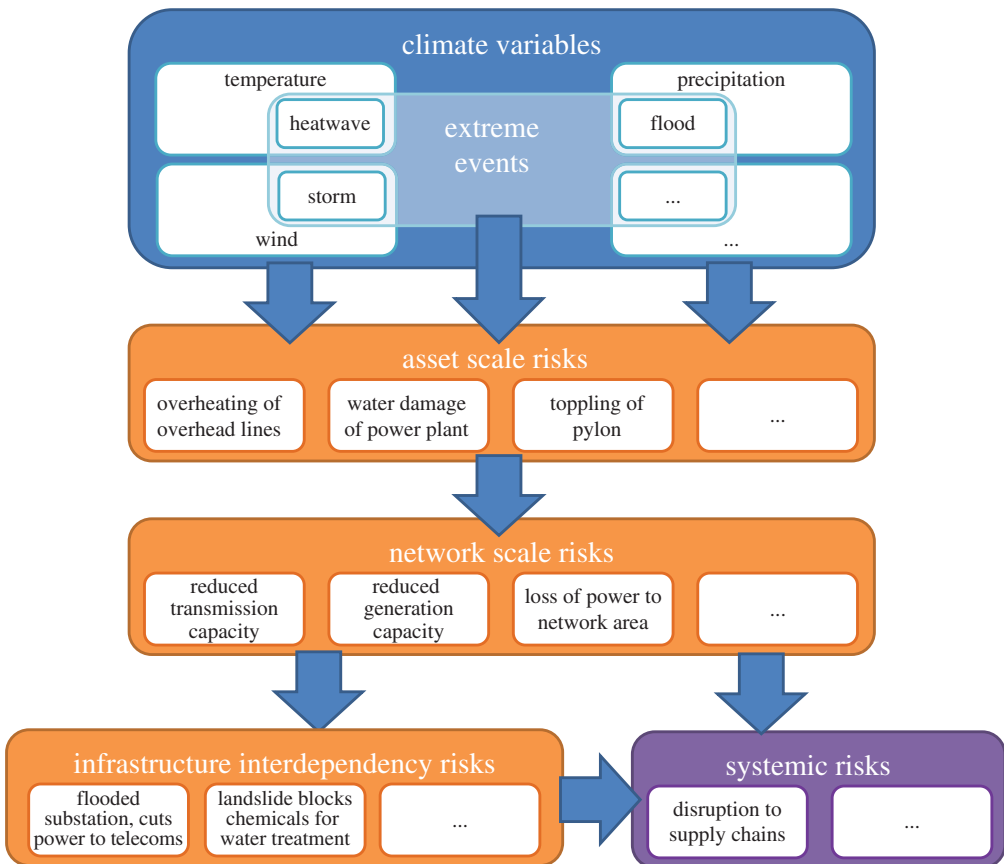 climate variables
temperature
precipitation
heatwave
extreme
events
flood
storm
...
wind
...
asset scale risks
overheating of
overhead lines
water damage
of power plant
toppling of
pylon
...
network scale risks
reduced
transmission
capacity
reduced
generation
capacity
loss of power to
network area
...
infrastructure interdependency risks
flooded
substation, cuts
power to telecoms
landslide blocks
chemicals for
water treatment
...
systemic risks
disruption to
supply chains
...